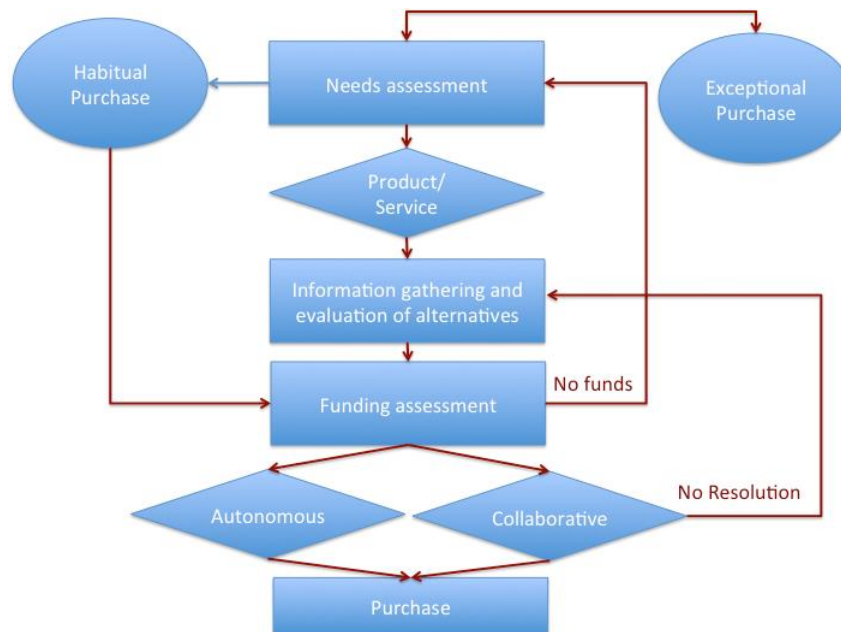 Habitual
Purchase
Needs assessment
Exceptional
Purchase
Product/
Service
Information gathering and
evaluation of alternatives
No funds
Funding assessment
No Resolution
Autonomous
Collaborative
Purchase